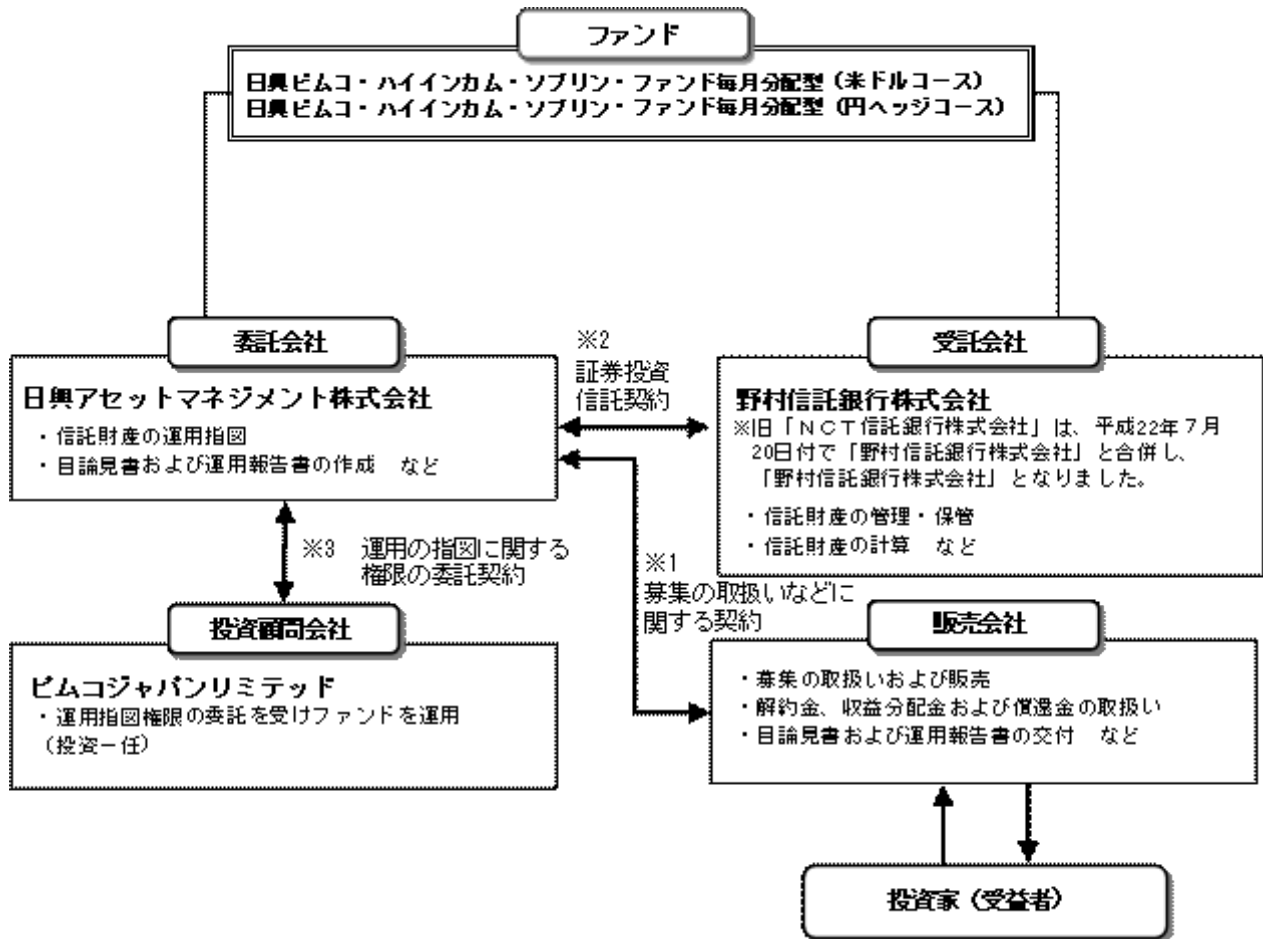 ファンド
日興ピムコ・ハイインカム・ソブリン・ファンド毎月分配型（米ドルコース）
日興ピムコ・ハイインカム・ソブリン・ファンド毎月分配型（円ヘッジコース）
委託会社
日興アセットマネジメント株式会社
・信託財産の運用指図
・目論見書および運用報告書の作成　など
※2
証券投資
信託契約
受託会社
野村信託銀行株式会社
※旧「ＮＣＴ信託銀行株式会社」は、平成22年７月
20日付で「野村信託銀行株式会社」と合併し、
「野村信託銀行株式会社」となりました。
・信託財産の管理・保管
・信託財産の計算　など
※3　運用の指図に関する
権限の委託契約
※1
募集の取扱いなどに
関する契約
投資顧問会社
ピムコジャパンリミテッド
・運用指図権限の委託を受けファンドを運用
（投資一任）
販売会社
・募集の取扱いおよび販売
・解約金、収益分配金および償還金の取扱い
・目論見書および運用報告書の交付　など
投資家（受益者）